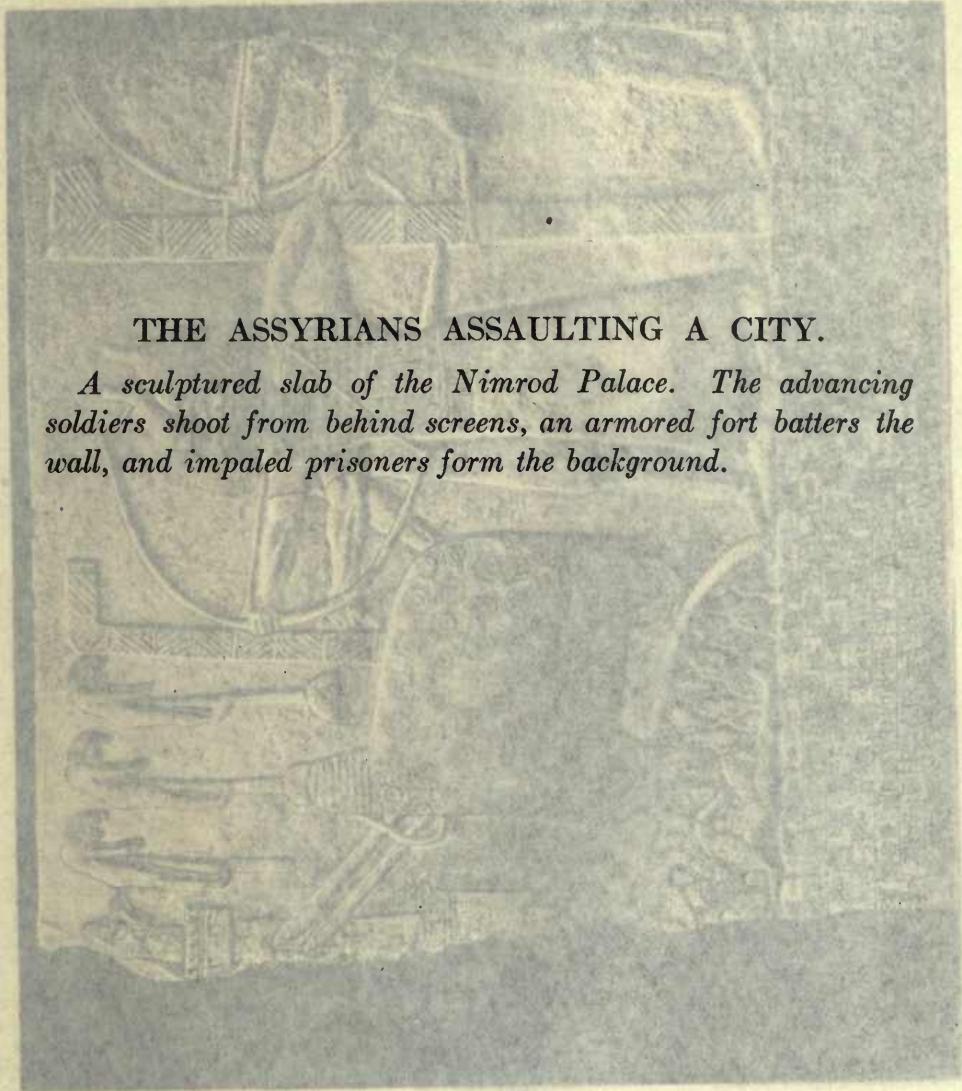 THE ASSYRIANS ASSAULTING A CITY.
A sculptured slab of the Nimrod Palace. The advancing
soldiers shoot from behind screens, an armored fort batters the
wall, and impaled prisoners form the background.